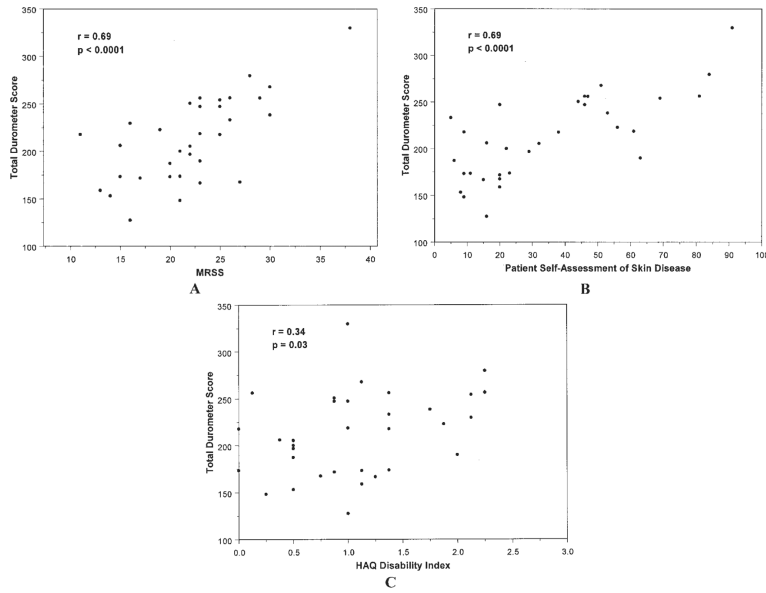 350
300
250
200
150
100
Total Durometer Score
r = 0.69
p < 0.0001
10 15 20 25 30 35 40
MRSS
A
350
300
250
200
150
100
Total Durometer Score
r = 0.69
p < 0.0001
0 10 20 30 40 50 60 70 80 90 100
Patient Self-Assessment of Skin Disease
B
350
300
250
200
150
100
Total Durometer Score
r = 0.34
p = 0.03
0.0 0.5 1.0 1.5 2.0 2.5 3.0
HAQ Disability Index
C